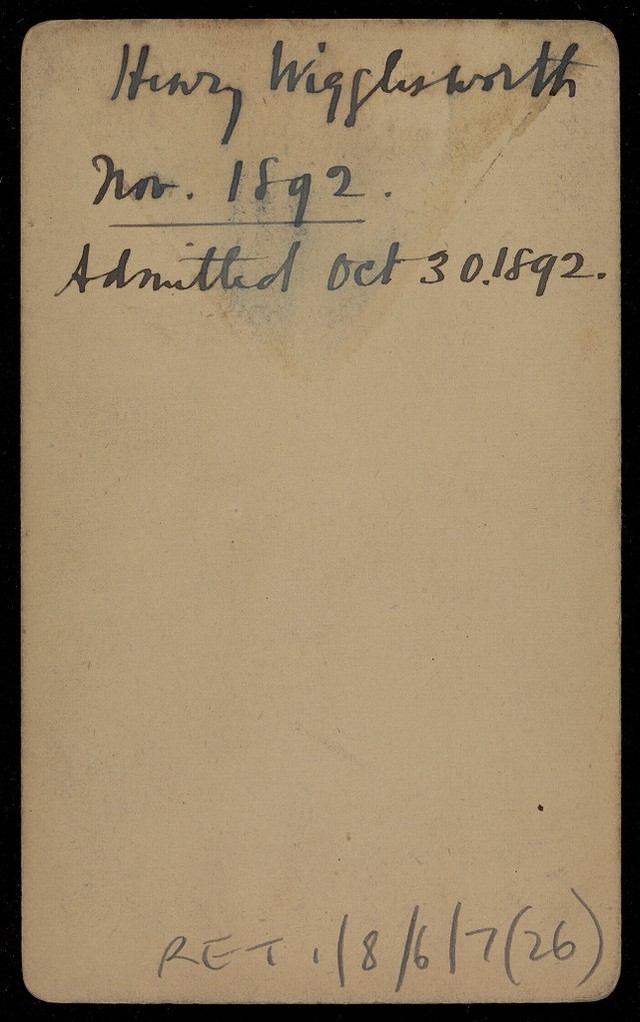 Henry Wigglesworth
Nov. 1892.
Admitted Oct 30.1892.
RET 1/8/6/7(26)